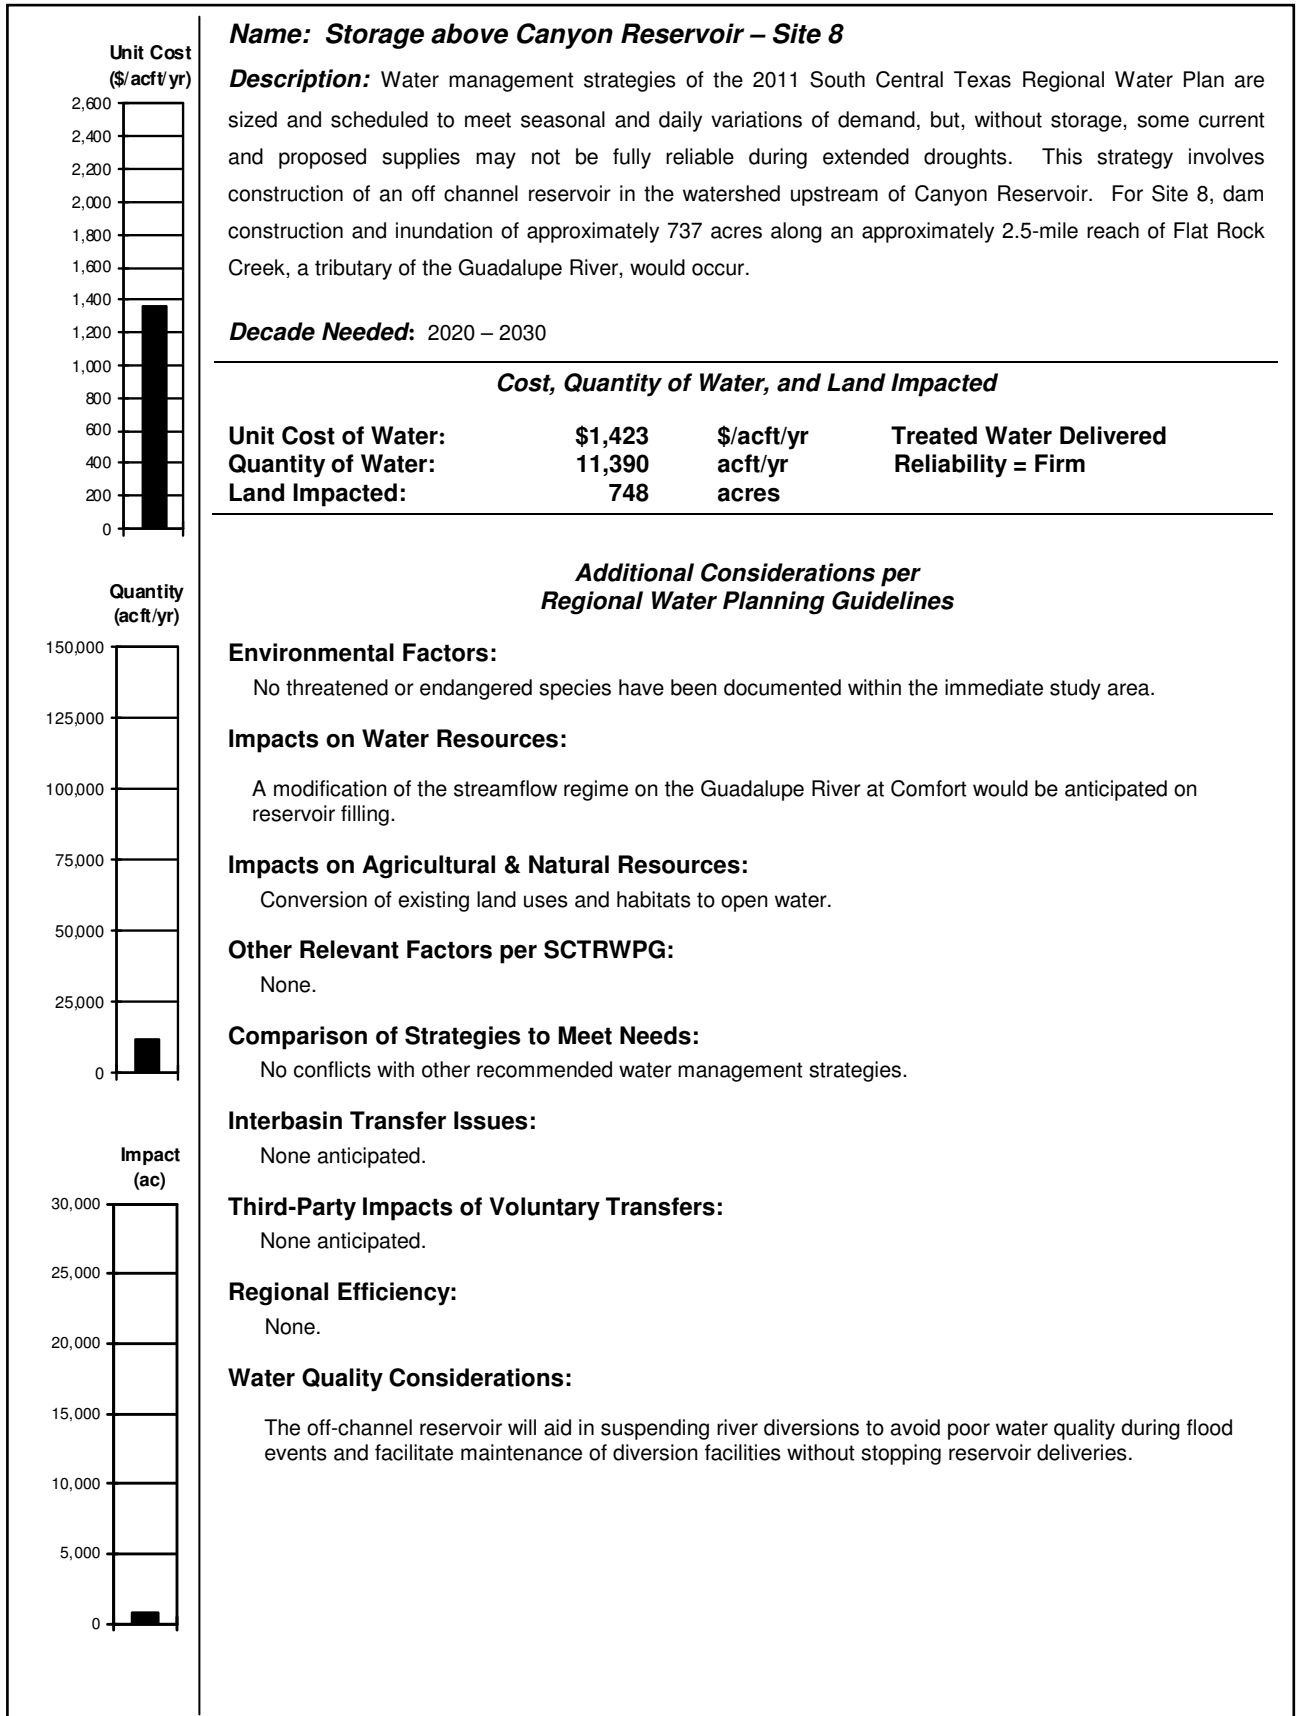 Unit Cost
($/acft/yr)
2,600
2,400
2,200
2,000
1,800
1,600
1,400
1,200
1,000
800
600
400
200
0
Quantity
(acft/yr)
150,000
125,000
100,000
75,000
50,000
25,000
0
Impact
(ac)
30,000
25,000
20,000
15,000
10,000
5,000
0
Name: Storage above Canyon Reservoir – Site 8
Description: Water management strategies of the 2011 South Central Texas Regional Water Plan are
sized and scheduled to meet seasonal and daily variations of demand, but, without storage, some current
and proposed supplies may not be fully reliable during extended droughts. This strategy involves
construction of an off channel reservoir in the watershed upstream of Canyon Reservoir. For Site 8, dam
construction and inundation of approximately 737 acres along an approximately 2.5-mile reach of Flat Rock
Creek, a tributary of the Guadalupe River, would occur.
Decade Needed: 2020 – 2030
Cost, Quantity of Water, and Land Impacted
Unit Cost of Water: $1,423 $/acft/yr Treated Water Delivered
Quantity of Water: 11,390 acft/yr Reliability = Firm
Land Impacted: 748 acres
Additional Considerations per
Regional Water Planning Guidelines
Environmental Factors:
No threatened or endangered species have been documented within the immediate study area.
Impacts on Water Resources:
A modification of the streamflow regime on the Guadalupe River at Comfort would be anticipated on
reservoir filling.
Impacts on Agricultural & Natural Resources:
Conversion of existing land uses and habitats to open water.
Other Relevant Factors per SCTRWPG:
None.
Comparison of Strategies to Meet Needs:
No conflicts with other recommended water management strategies.
Interbasin Transfer Issues:
None anticipated.
Third-Party Impacts of Voluntary Transfers:
None anticipated.
Regional Efficiency:
None.
Water Quality Considerations:
The off-channel reservoir will aid in suspending river diversions to avoid poor water quality during flood
events and facilitate maintenance of diversion facilities without stopping reservoir deliveries.